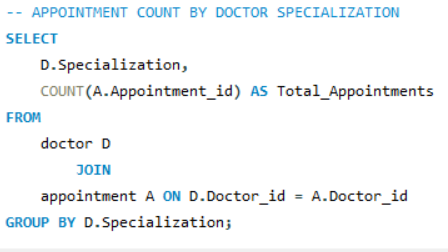 -- APPOINTMENT COUNT BY DOCTOR SPECIALIZATION
SELECT
    D.Specialization,
    COUNT(A.Appointment_id) AS Total_Appointments
FROM
    doctor D
        JOIN
    appointment A ON D.Doctor_id = A.Doctor_id
GROUP BY D.Specialization;